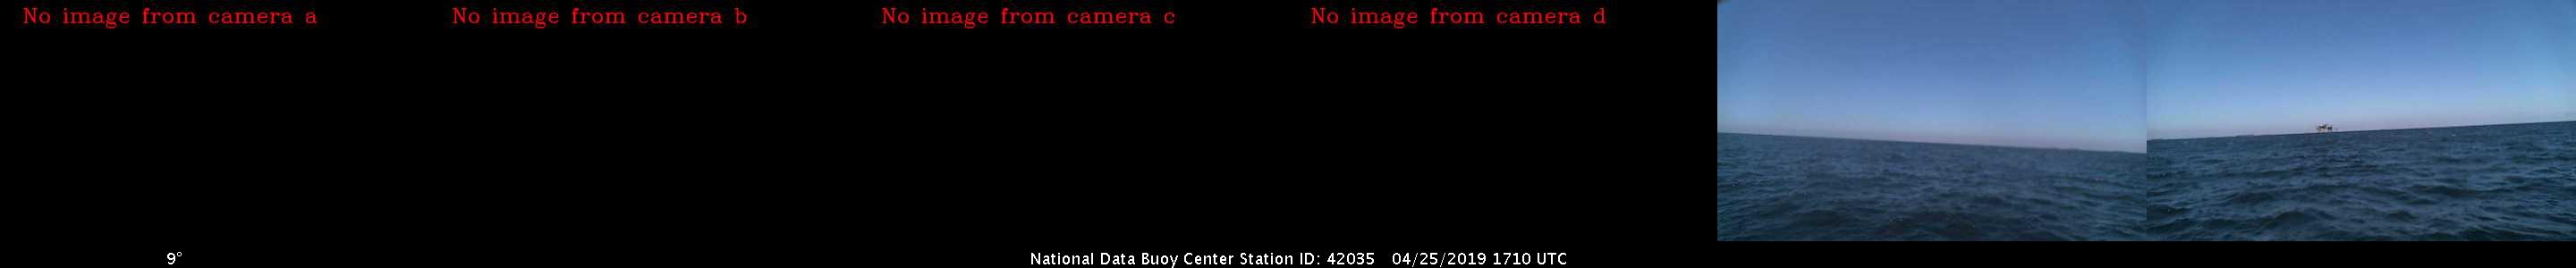 No image from camera a
No image from camera b
No image from camera c
No image from camera d
9°
National Data Buoy Center Station ID: 42035 04/25/2019 1710 UTC